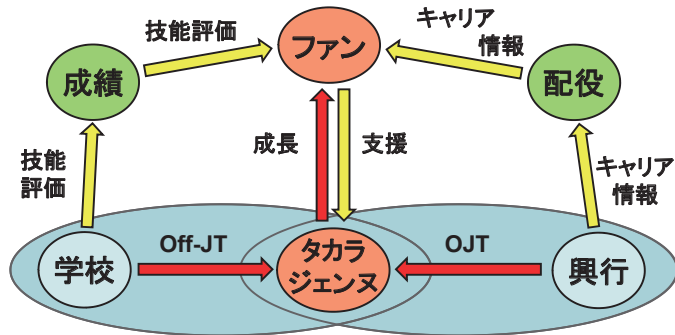 技能評価
ファン
キャリア
情報
成績
配役
成長
支援
技能
評価
キャリア
情報
Off-JT
OJT
学校
タカラ
ジェンヌ
興行